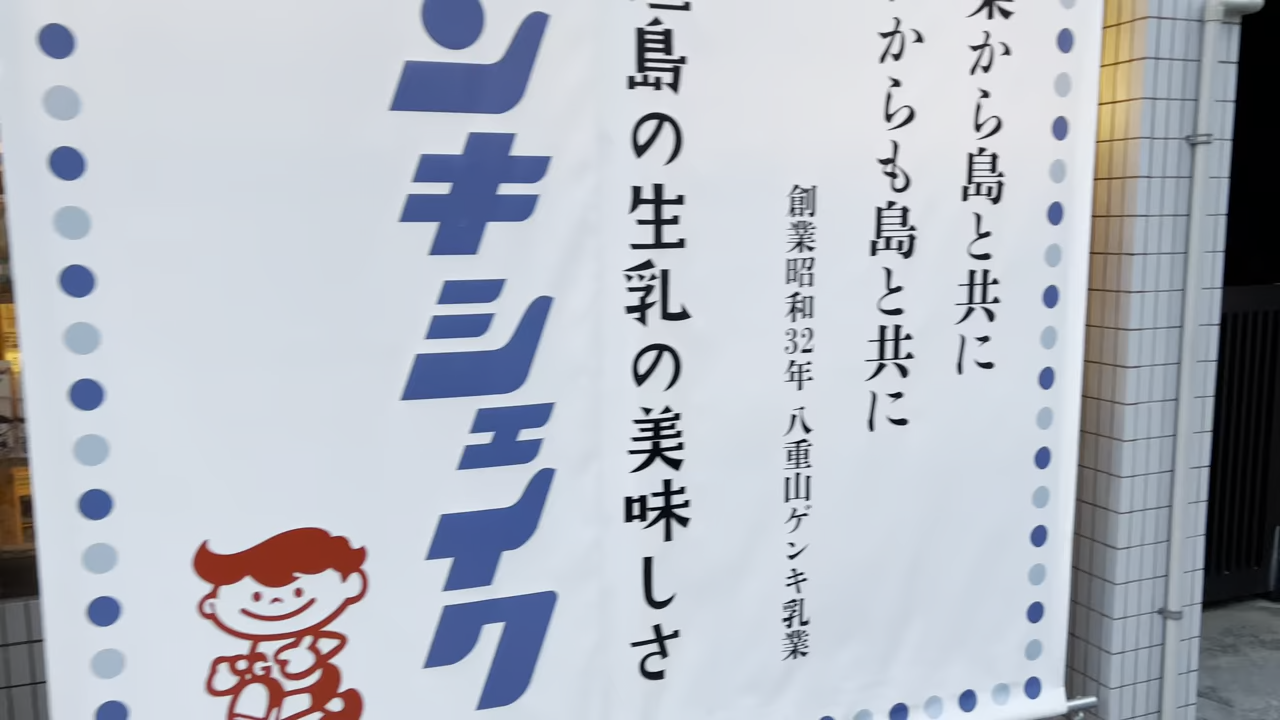 から島と共に
からも島と共に
創業昭和32年 八重山ゲンキ乳業
島の生乳の美味しさ
ンキシェイク